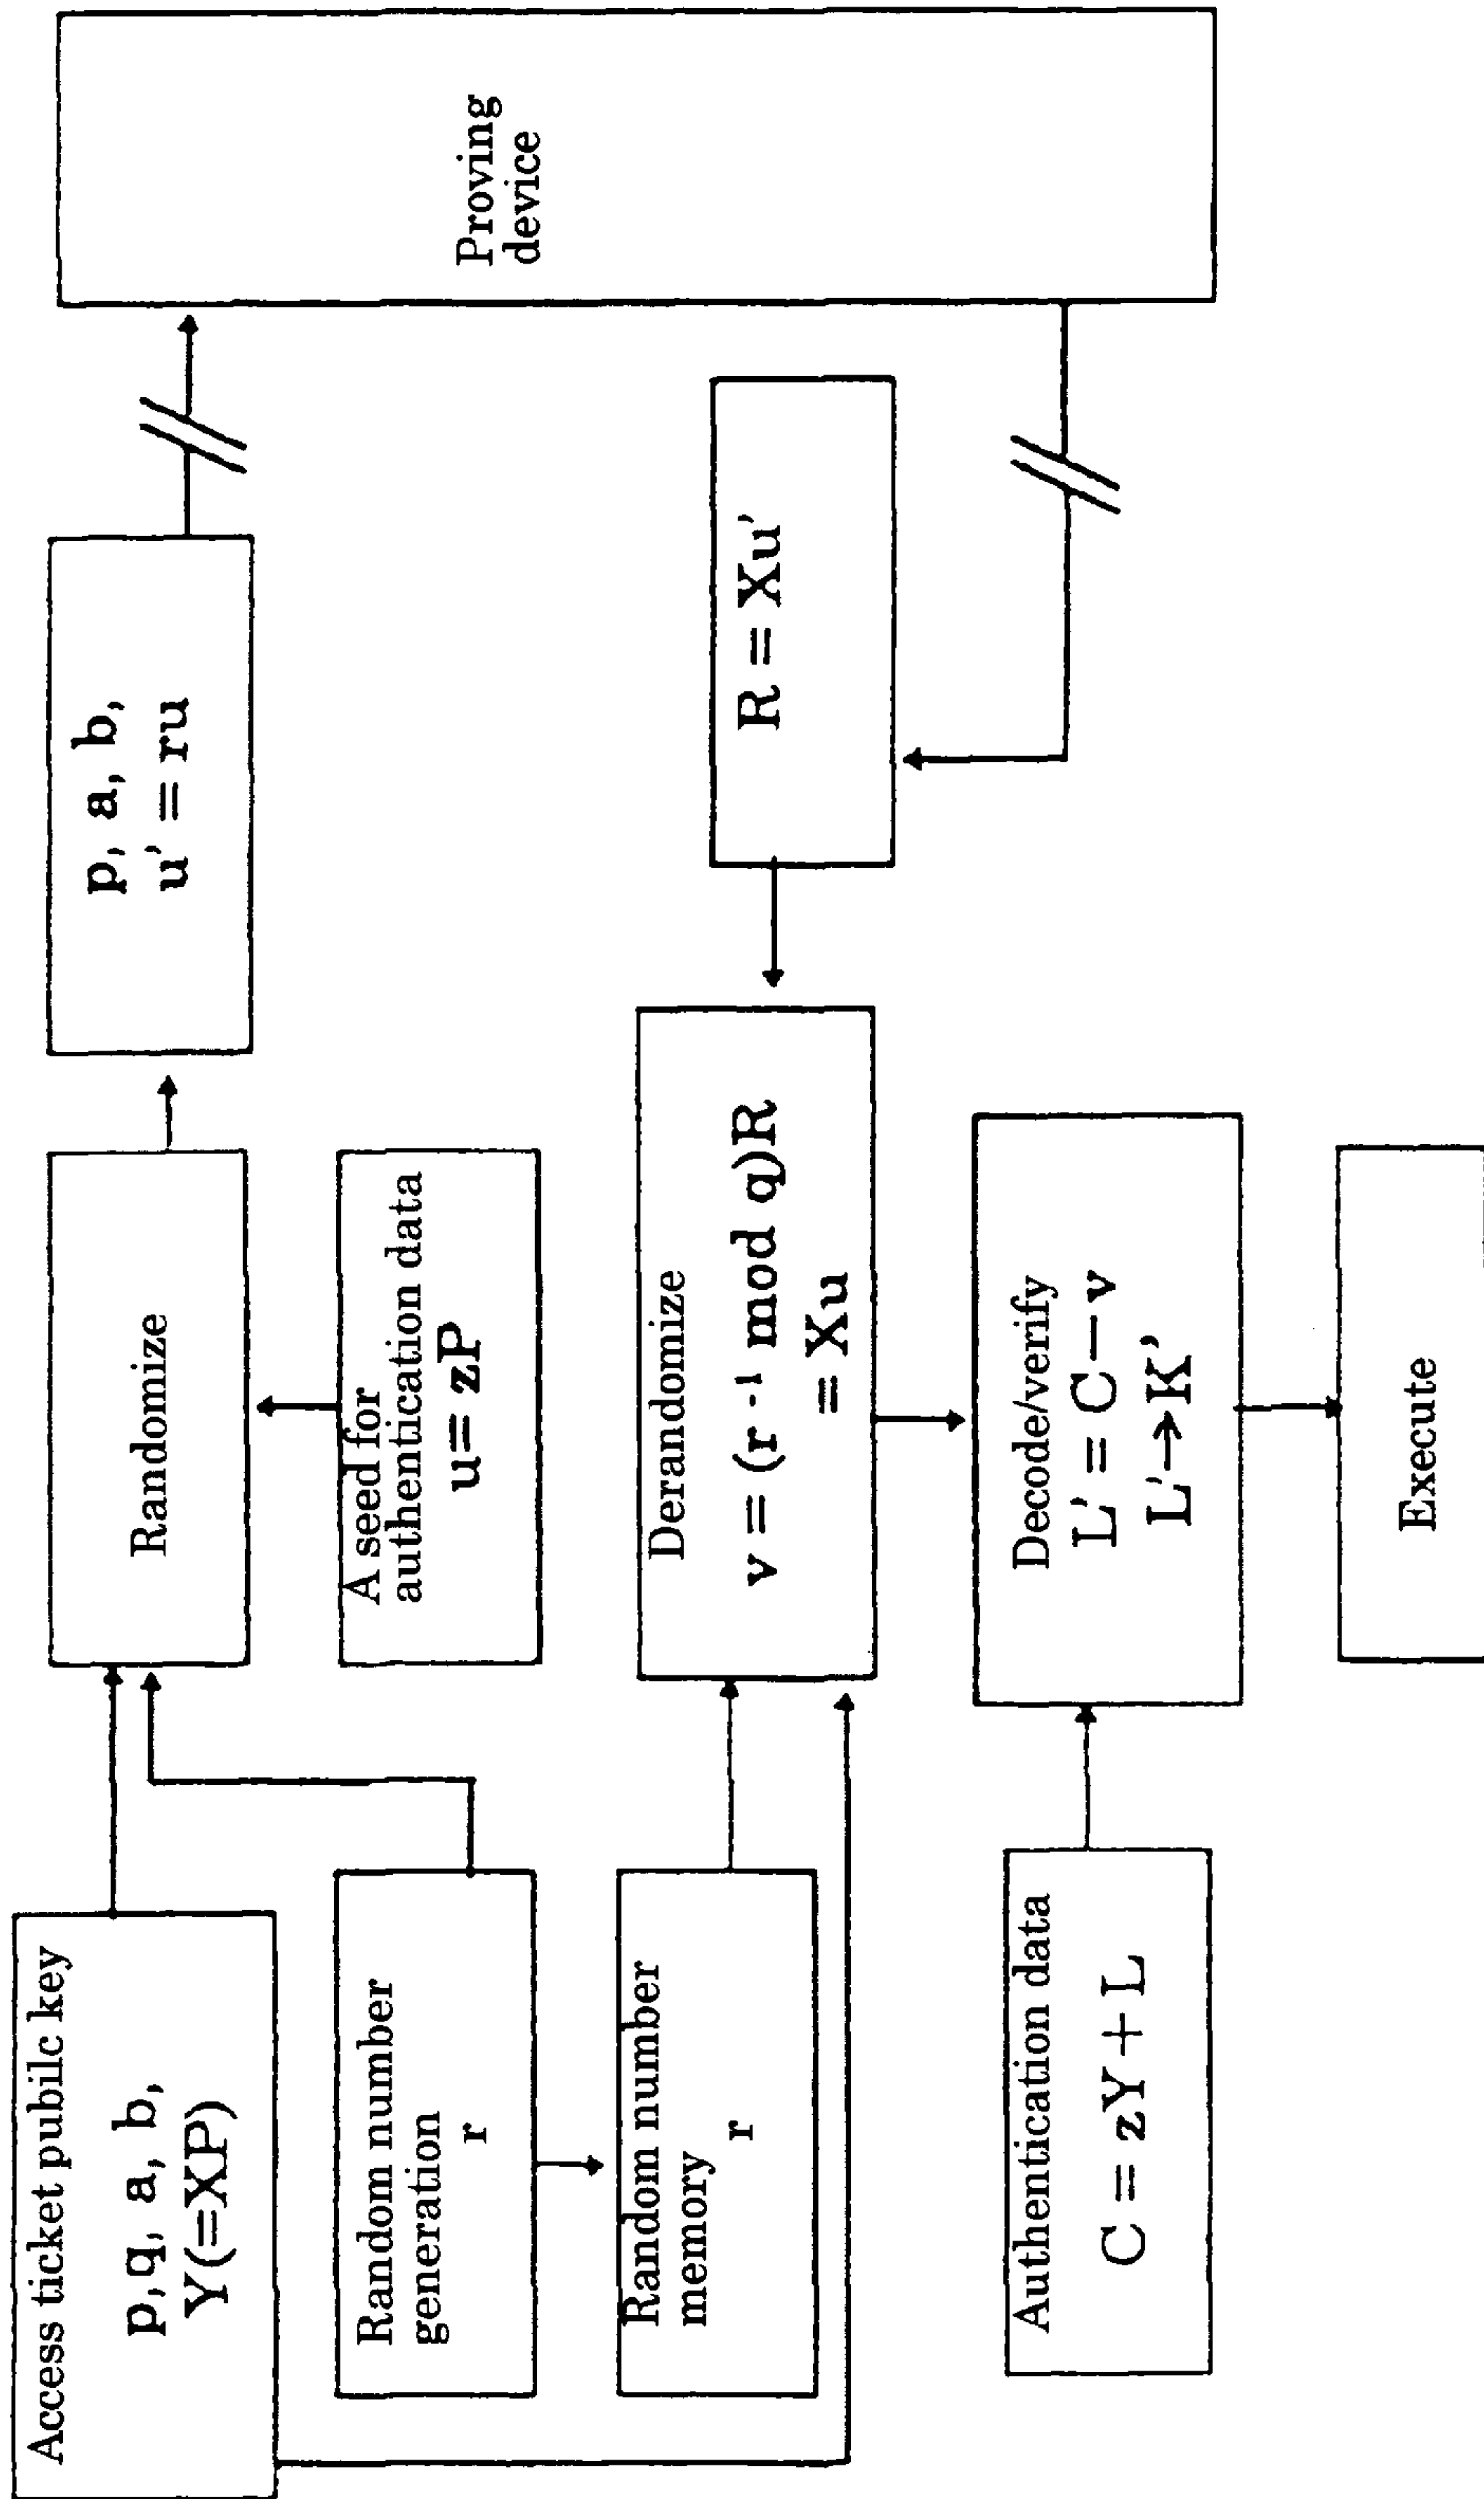 Access ticket pubilc key
p, q, a, b,
Y(=XP)
Randomize
p, a, b,
u' = ru
Proving
device
Random number
generation
r
A seed for
authentication data
u = zP
Random number
memory
r
Derandomize
v = (r⁻¹ mod q)R
= Xu
R = Xu'
Authentication data
C = zY + L
Decode/verify
L' = C − v
L' → K'
Execute